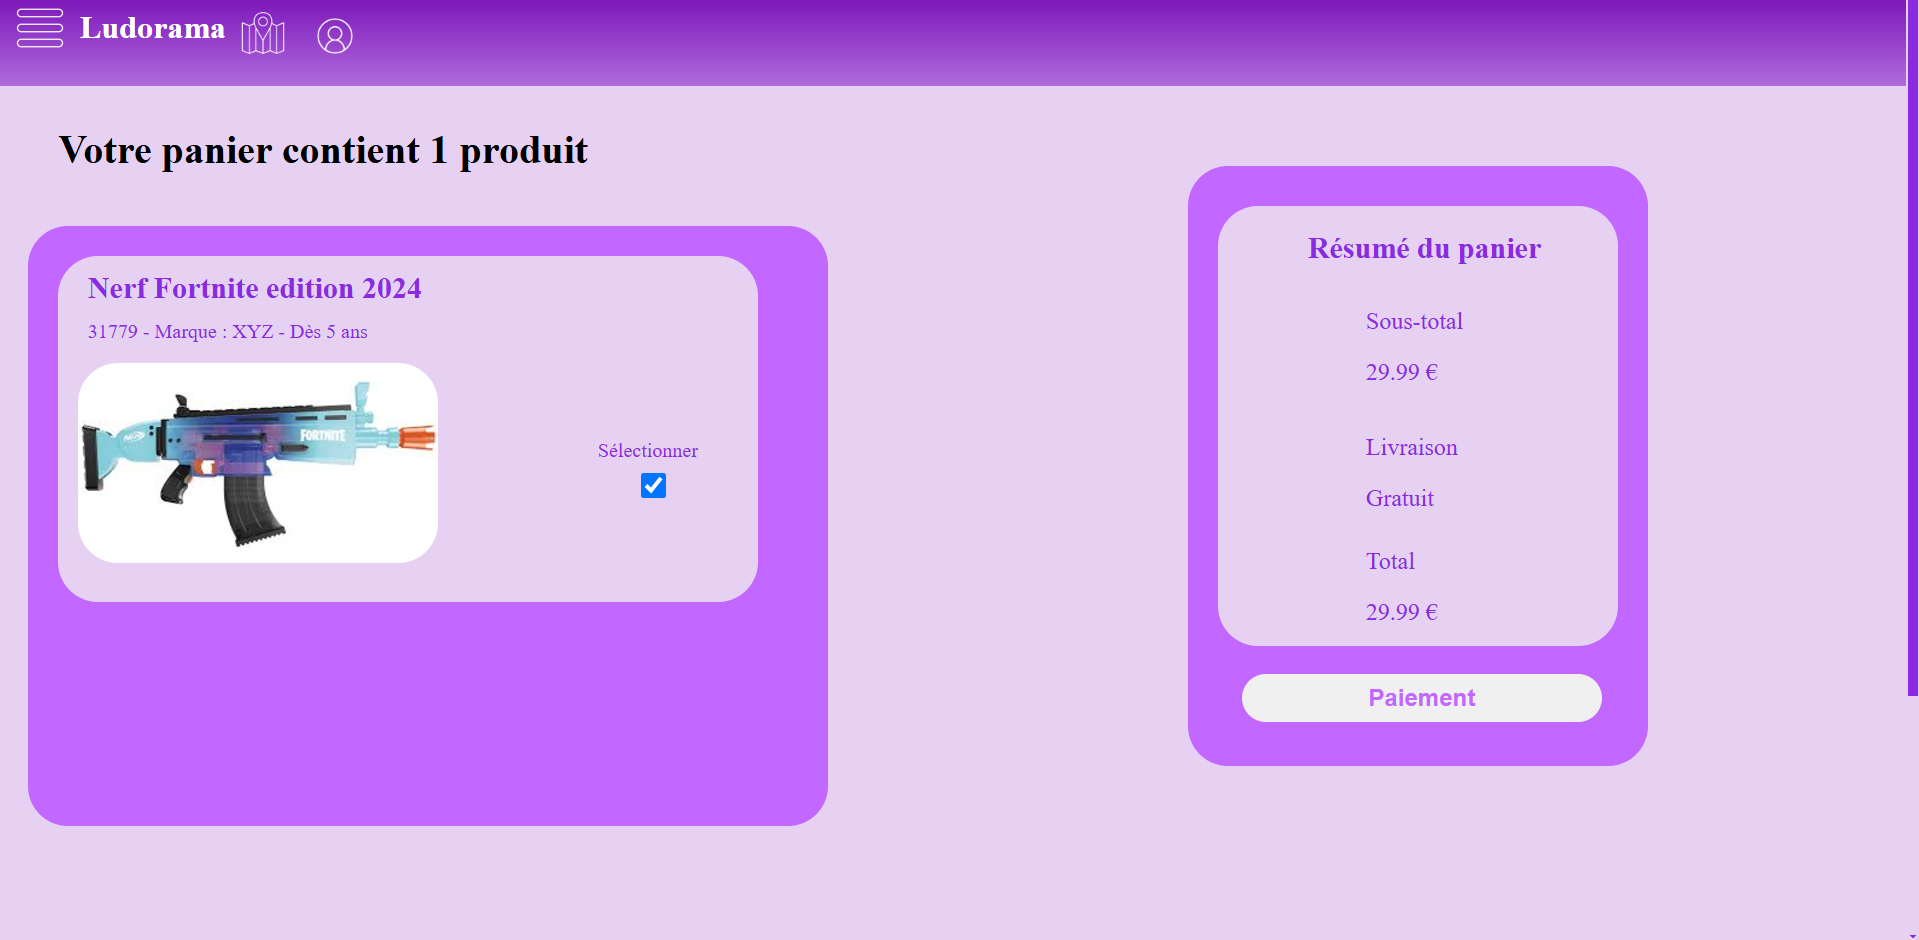 Ludorama
Votre panier contient 1 produit
Nerf Fortnite edition 2024
31779 - Marque : XYZ - Dès 5 ans
NERF
FORTNITE
Sélectionner
Résumé du panier
Sous-total
29.99 €
Livraison
Gratuit
Total
29.99 €
Paiement